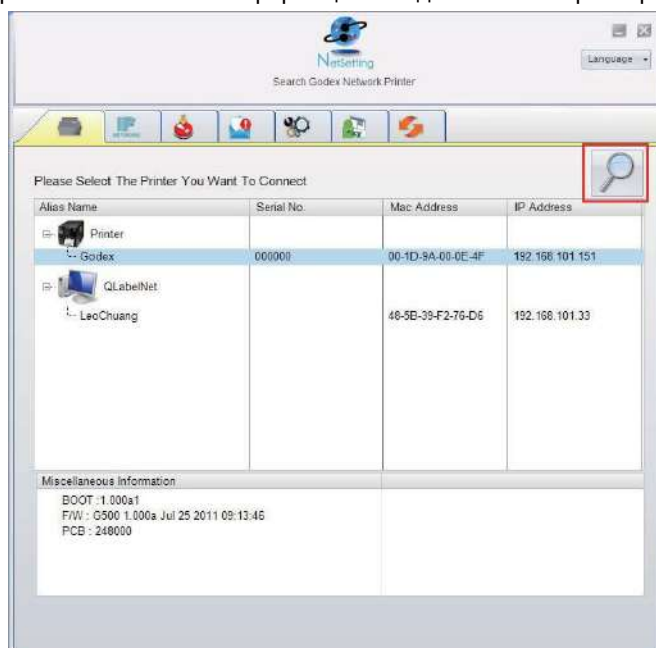 NetSetting
Language
Search Godex Network Printer
IP
Please Select The Printer You Want To Connect
Alias Name Serial No. Mac Address IP Address
Printer
Godex 000000 00-1D-9A-00-0E-4F 192.168.101.151
QLabelNet
LeoChuang 48-5B-39-F2-76-D6 192.168.101.33
Miscellaneous Information
BOOT :1.000a1
F/W : G500 1.000a Jul 25 2011 09:13:46
PCB : 248000